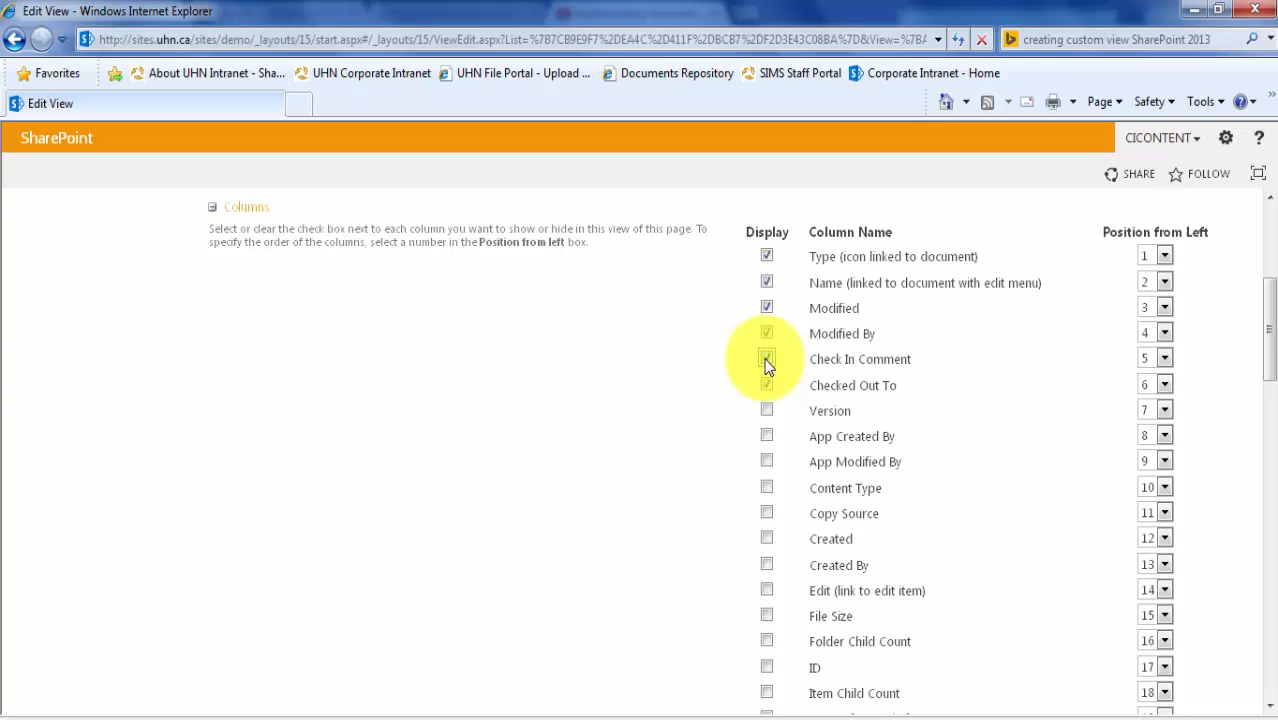 Edit View - Windows Internet Explorer
http://sites.uhn.ca/sites/demo/_layouts/15/start.aspx#/_layouts/15/ViewEdit.aspx?List=%7B7CB9E9F7%2DEA4C%2D411F%2DBCB7%2DF2D3E43C08BA%7D&View=%7BA
creating custom view SharePoint 2013
Favorites
About UHN Intranet - Sha...
UHN Corporate Intranet
UHN File Portal - Upload ...
Documents Repository
SIMS Staff Portal
Corporate Intranet - Home
Edit View
Page
Safety
Tools
SharePoint
CICONTENT
SHARE
FOLLOW
Columns
Select or clear the check box next to each column you want to show or hide in this view of this page. To
specify the order of the columns, select a number in the Position from left box.
Display Column Name Position from Left
Type (icon linked to document) 1
Name (linked to document with edit menu) 2
Modified 3
Modified By 4
Check In Comment 5
Checked Out To 6
Version 7
App Created By 8
App Modified By 9
Content Type 10
Copy Source 11
Created 12
Created By 13
Edit (link to edit item) 14
File Size 15
Folder Child Count 16
ID 17
Item Child Count 18